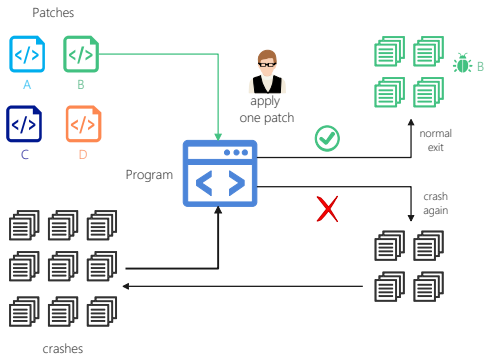 Patches
A
B
C
D
apply
one patch
B
normal
exit
Program
crash
again
crashes